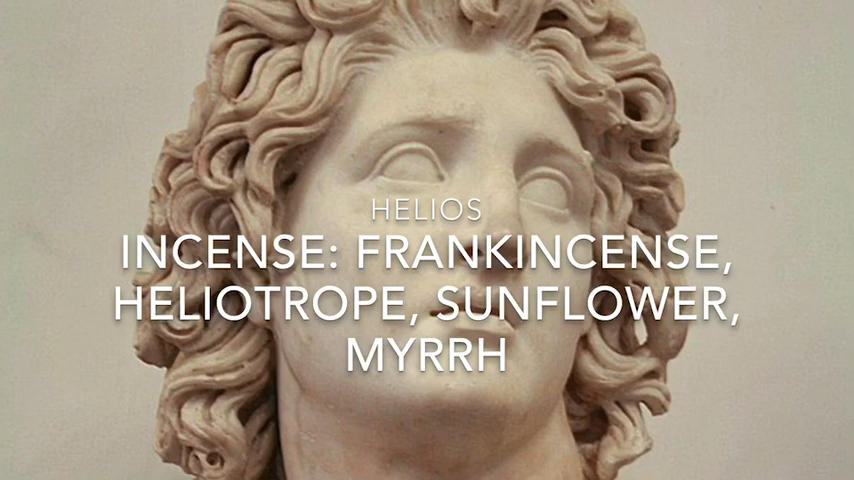 HELIOS
INCENSE: FRANKINCENSE,
HELIOTROPE, SUNFLOWER,
MYRRH